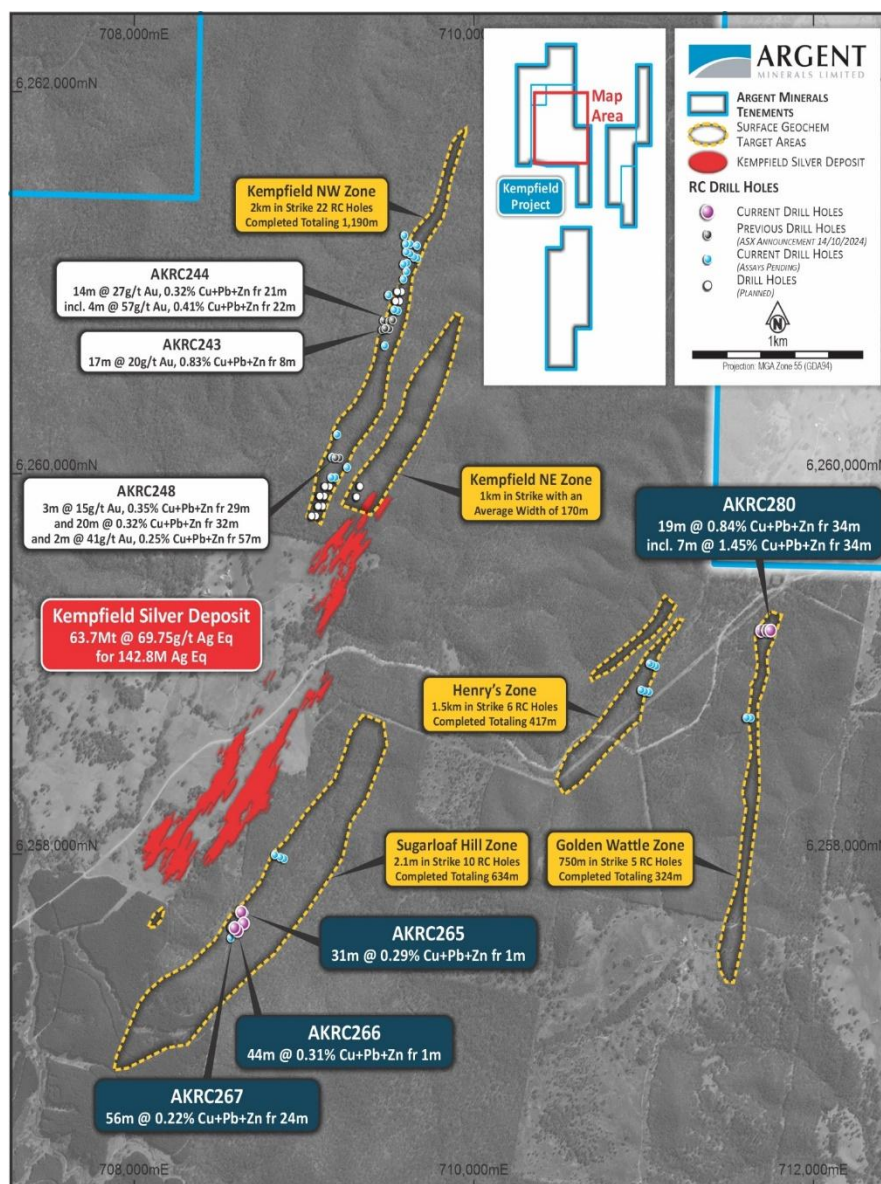 708,000mE
710,000mE
6,262,000mN
Map
Area
Kempfield
Project
ARGENT
MINERALS LIMITED
ARGENT MINERALS
TENEMENTS
SURFACE GEOCHEM
TARGET AREAS
KEMPFIELD SILVER DEPOSIT
RC DRILL HOLES
CURRENT DRILL HOLES
PREVIOUS DRILL HOLES
(ASX ANNOUNCEMENT 14/10/2024)
CURRENT DRILL HOLES
(ASSAYS PENDING)
DRILL HOLES
(PLANNED)
N
1km
Projection: MGA Zone 55 (GDA94)
Kempfield NW Zone
2km in Strike 22 RC Holes
Completed Totaling 1,190m
AKRC244
14m @ 27g/t Au, 0.32% Cu+Pb+Zn fr 21m
incl. 4m @ 57g/t Au, 0.41% Cu+Pb+Zn fr 22m
AKRC243
17m @ 20g/t Au, 0.83% Cu+Pb+Zn fr 8m
6,260,000mN
6,260,000mN
Kempfield NE Zone
1km in Strike with an
Average Width of 170m
AKRC248
3m @ 15g/t Au, 0.35% Cu+Pb+Zn fr 29m
and 20m @ 0.32% Cu+Pb+Zn fr 32m
and 2m @ 41g/t Au, 0.25% Cu+Pb+Zn fr 57m
AKRC280
19m @ 0.84% Cu+Pb+Zn fr 34m
incl. 7m @ 1.45% Cu+Pb+Zn fr 34m
Kempfield Silver Deposit
63.7Mt @ 69.75g/t Ag Eq
for 142.8M Ag Eq
Henry's Zone
1.5km in Strike 6 RC Holes
Completed Totaling 417m
6,258,000mN
6,258,000mN
Sugarloaf Hill Zone
2.1m in Strike 10 RC Holes
Completed Totaling 634m
Golden Wattle Zone
750m in Strike 5 RC Holes
Completed Totaling 324m
AKRC265
31m @ 0.29% Cu+Pb+Zn fr 1m
AKRC266
44m @ 0.31% Cu+Pb+Zn fr 1m
AKRC267
56m @ 0.22% Cu+Pb+Zn fr 24m
708,000mE
710,000mE
712,000mE